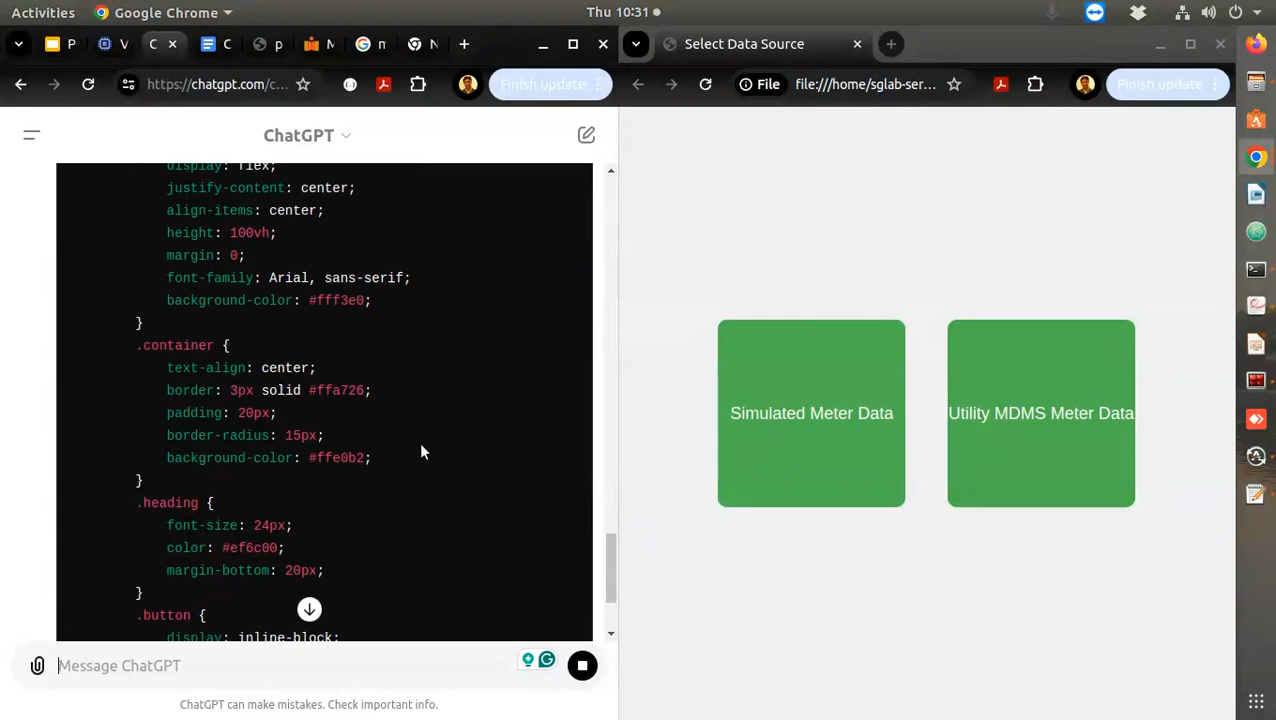 Activities
Google Chrome
Thu 10:31
P
V
C
C
p
M
n
N
Select Data Source
https://chatgpt.com/c...
Finish update
File
file:///home/sglab-ser...
Finish update
ChatGPT
display: flex;
justify-content: center;
align-items: center;
height: 100vh;
margin: 0;
font-family: Arial, sans-serif;
background-color: #fff3e0;
}
.container {
text-align: center;
border: 3px solid #ffa726;
padding: 20px;
border-radius: 15px;
background-color: #ffe0b2;
}
.heading {
font-size: 24px;
color: #ef6c00;
margin-bottom: 20px;
}
.button {
display: inline-block;
Message ChatGPT
ChatGPT can make mistakes. Check important info.
Simulated Meter Data
Utility MDMS Meter Data